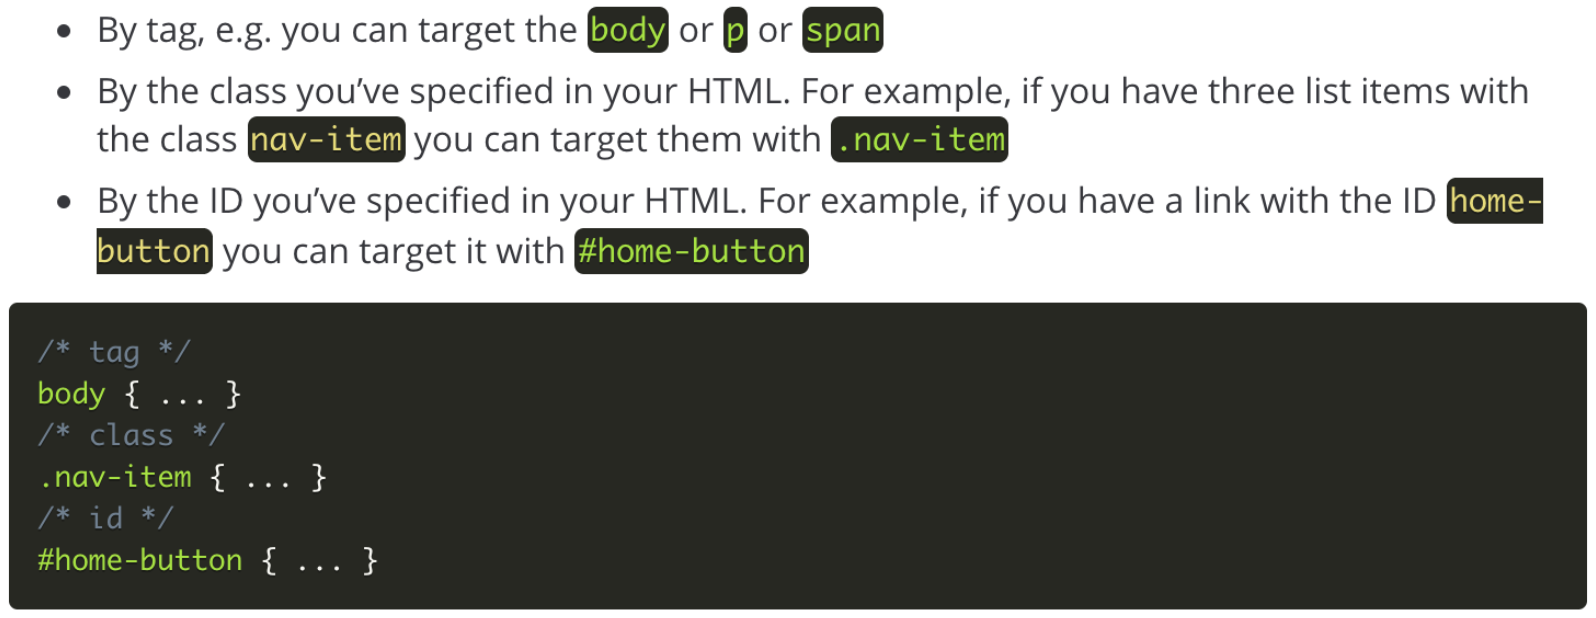 By tag, e.g. you can target the body or p or span
By the class you’ve specified in your HTML. For example, if you have three list items with
the class nav-item you can target them with .nav-item
By the ID you’ve specified in your HTML. For example, if you have a link with the ID home-
button you can target it with #home-button
/* tag */
body { ... }
/* class */
.nav-item { ... }
/* id */
#home-button { ... }